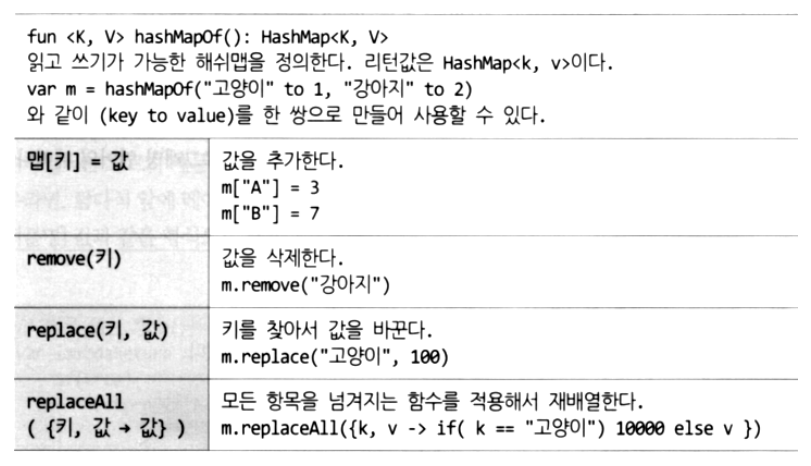 fun <K, V> hashMapOf(): HashMap<K, V>
읽고 쓰기가 가능한 해쉬맵을 정의한다. 리턴값은 HashMap<k, v>이다.
var m = hashMapOf("고양이" to 1, "강아지" to 2)
와 같이 (key to value)를 한 쌍으로 만들어 사용할 수 있다.
맵[키] = 값
값을 추가한다.
m["A"] = 3
m["B"] = 7
remove(키)
값을 삭제한다.
m.remove("강아지")
replace(키, 값)
키를 찾아서 값을 바꾼다.
m.replace("고양이", 100)
replaceAll
( {키, 값 → 값} )
모든 항목을 넘겨지는 함수를 적용해서 재배열한다.
m.replaceAll({k, v -> if( k == "고양이") 10000 else v })